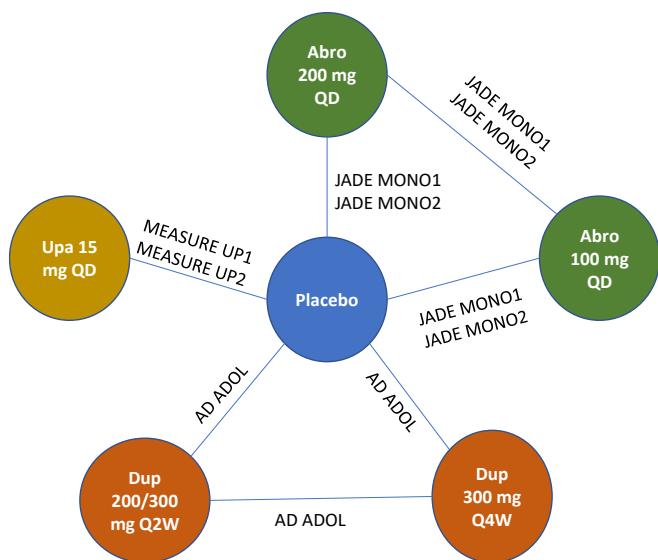 Abro
200 mg
QD
JADE MONO1
JADE MONO2
JADE MONO1
JADE MONO2
Upa 15
mg QD
MEASURE UP1
MEASURE UP2
Placebo
Abro
100 mg
QD
JADE MONO1
JADE MONO2
AD ADOL
AD ADOL
Dup
200/300
mg Q2W
AD ADOL
Dup
300 mg
Q4W